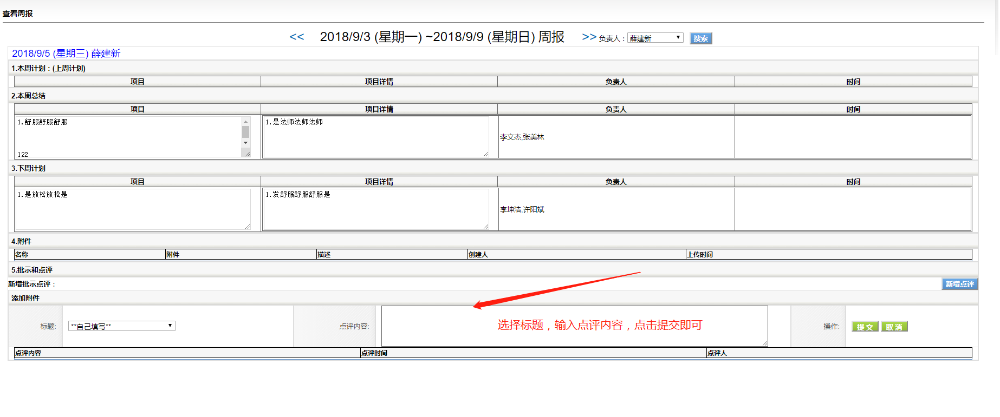 查看周报
<< 2018/9/3 (星期一) ~2018/9/9 (星期日) 周报 >> 负责人：薛建新 搜索
2018/9/5 (星期三) 薛建新
1.本周计划：(上周计划)
项目 项目详情 负责人 时间
2.本周总结
项目 项目详情 负责人 时间
1.舒服舒服舒服 1.是法师法师法师
李文杰,张美林
122
3.下周计划
项目 项目详情 负责人 时间
1.是放松放松是 1.发舒服舒服舒服是
李坤浩,许阳斌
4.附件
名称 附件 描述 创建人 上传时间
5.批示和点评
新增批示点评： 新增点评
添加附件
标题: **自己填写** 点评内容: 选择标题，输入点评内容，点击提交即可 操作: 提交 取消
点评内容 点评时间 点评人